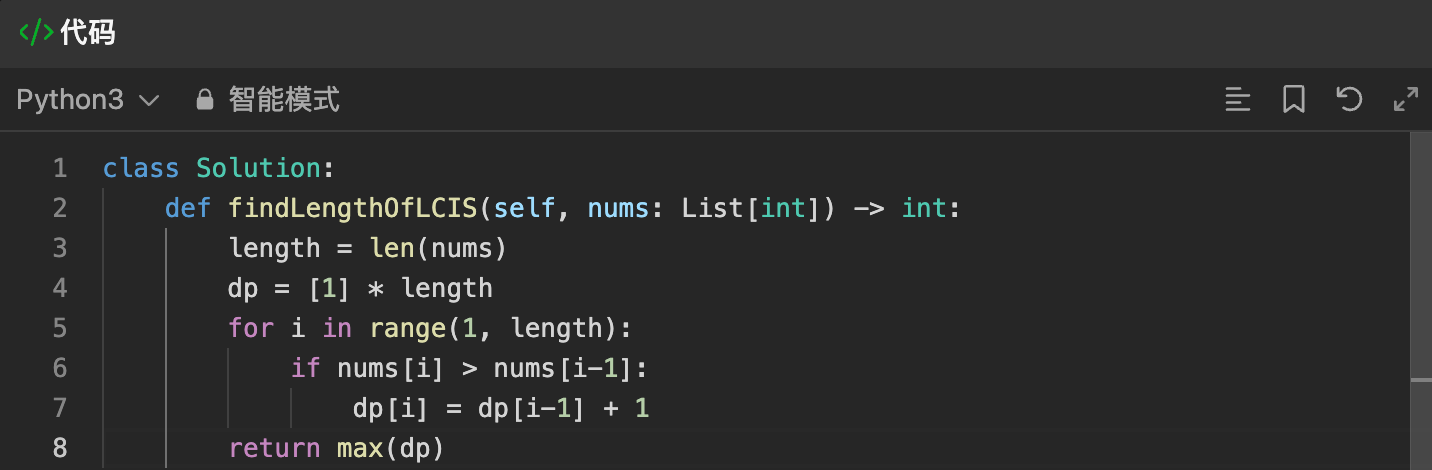 </> 代码
Python3 智能模式
1 class Solution:
2     def findLengthOfLCIS(self, nums: List[int]) -> int:
3         length = len(nums)
4         dp = [1] * length
5         for i in range(1, length):
6             if nums[i] > nums[i-1]:
7                 dp[i] = dp[i-1] + 1
8         return max(dp)